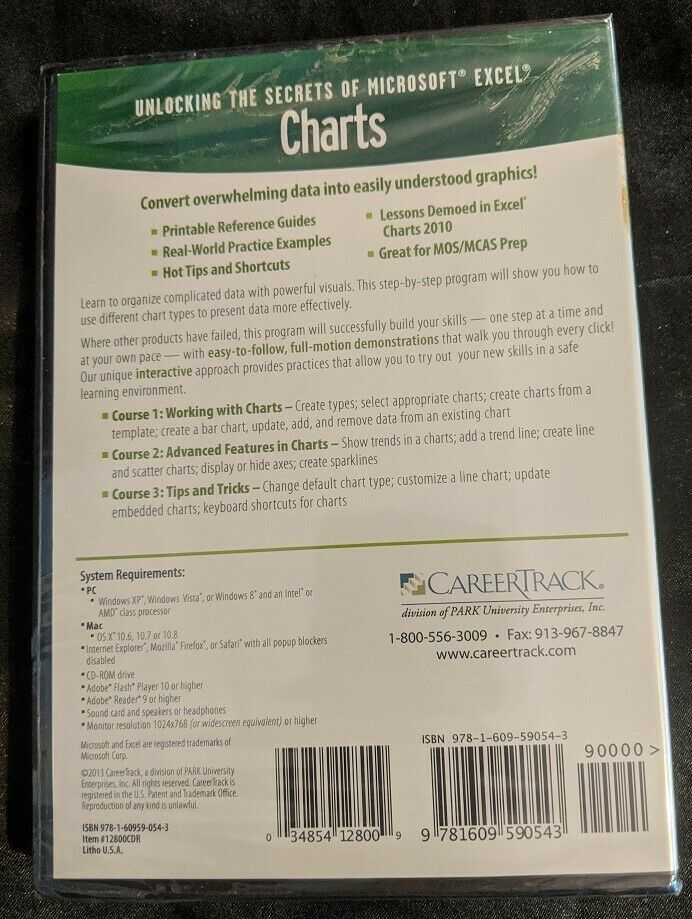 UNLOCKING THE SECRETS OF MICROSOFT® EXCEL®
Charts
Convert overwhelming data into easily understood graphics!
▪ Printable Reference Guides
▪ Real-World Practice Examples
▪ Hot Tips and Shortcuts
▪ Lessons Demoed in Excel®
Charts 2010
▪ Great for MOS/MCAS Prep
Learn to organize complicated data with powerful visuals. This step-by-step program will show you how to
use different chart types to present data more effectively.
Where other products have failed, this program will successfully build your skills — one step at a time and
at your own pace — with easy-to-follow, full-motion demonstrations that walk you through every click!
Our unique interactive approach provides practices that allow you to try out your new skills in a safe
learning environment.
▪ Course 1: Working with Charts – Create types; select appropriate charts; create charts from a
template; create a bar chart, update, add, and remove data from an existing chart
▪ Course 2: Advanced Features in Charts – Show trends in a charts; add a trend line; create line
and scatter charts; display or hide axes; create sparklines
▪ Course 3: Tips and Tricks – Change default chart type; customize a line chart; update
embedded charts; keyboard shortcuts for charts
System Requirements:
▪ PC
▪ Windows XP®, Windows Vista®, or Windows 8® and an Intel® or
AMD® class processor
▪ Mac
▪ OS X® 10.6, 10.7 or 10.8
▪ Internet Explorer®, Mozilla® Firefox®, or Safari® with all popup blockers
disabled
▪ CD-ROM drive
▪ Adobe® Flash® Player 10 or higher
▪ Adobe® Reader® 9 or higher
▪ Sound card and speakers or headphones
▪ Monitor resolution 1024x768 (or widescreen equivalent) or higher
Microsoft and Excel are registered trademarks of
Microsoft Corp.
©2013 CareerTrack, a division of PARK University
Enterprises, Inc. All rights reserved. CareerTrack is
registered in the U.S. Patent and Trademark Office.
Reproduction of any kind is unlawful.
ISBN 978-1-60959-054-3
Item #12800CDR
Litho U.S.A.
CAREERTRACK®
division of PARK University Enterprises, Inc.
1-800-556-3009 • Fax: 913-967-8847
www.careertrack.com
0 34854 12800 9
ISBN 978-1-609-59054-3
90000 >
9 781609 590543